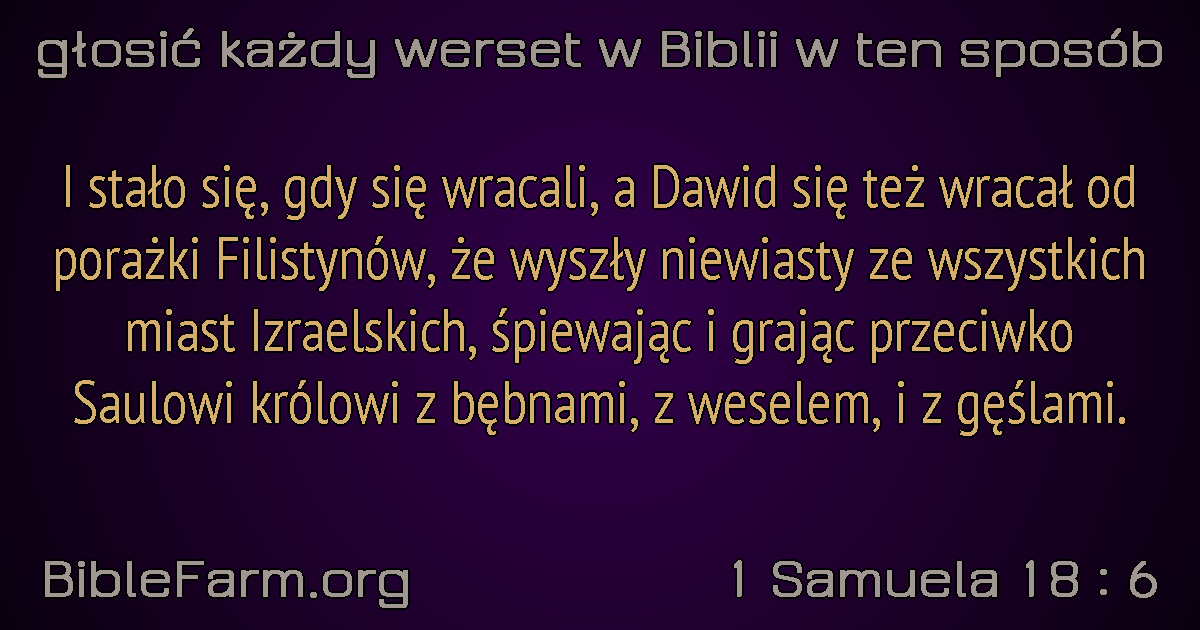 głosić każdy werset w Biblii w ten sposób
I stało się, gdy się wracali, a Dawid się też wracał od
porażki Filistynów, że wyszły niewiasty ze wszystkich
miast Izraelskich, śpiewając i grając przeciwko
Saulowi królowi z bębnami, z weselem, i z gęślami.
BibleFarm.org
1 Samuela 18 : 6